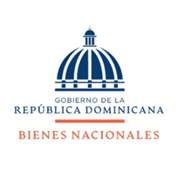 GOBIERNO DE LA
REPÚBLICA DOMINICANA
BIENES NACIONALES